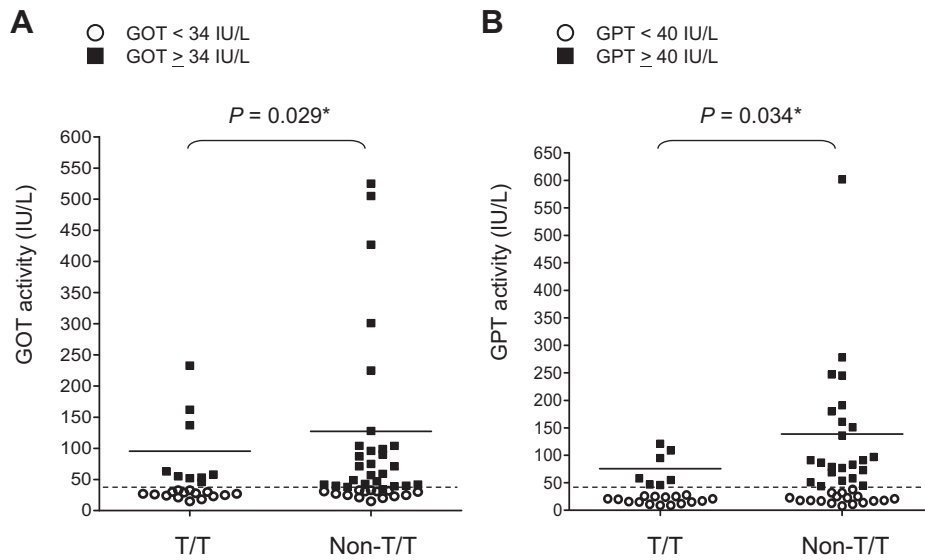 A
GOT < 34 IU/L
GOT ≥ 34 IU/L
P = 0.029*
GOT activity (IU/L)
600
550
500
450
400
350
300
250
200
150
100
50
0
T/T
Non-T/T
B
GPT < 40 IU/L
GPT ≥ 40 IU/L
P = 0.034*
GPT activity (IU/L)
650
600
550
500
450
400
350
300
250
200
150
100
50
0
T/T
Non-T/T